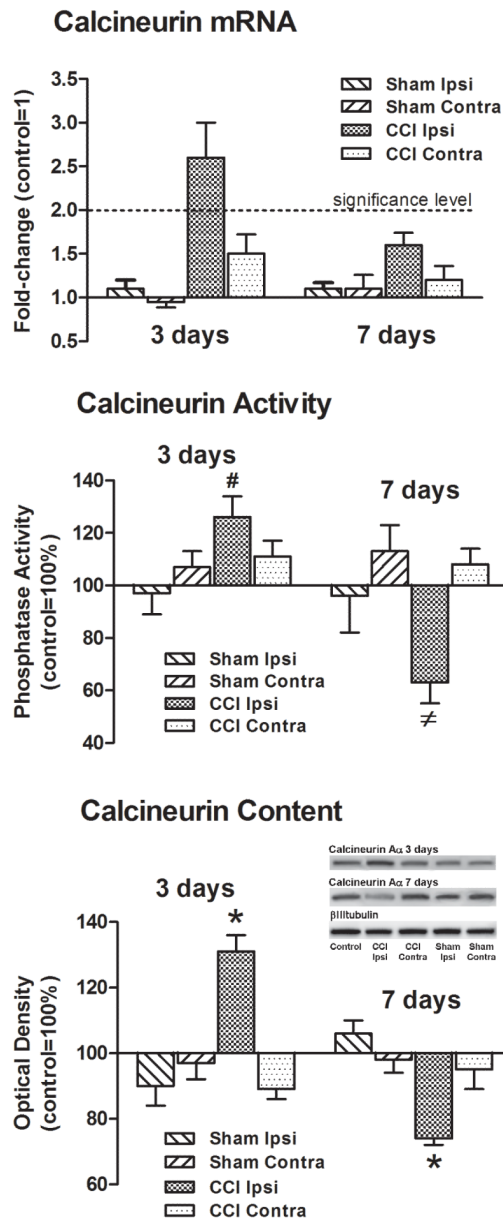 Calcineurin mRNA
Fold-change (control=1)
3.5
3.0
2.5
2.0
1.5
1.0
0.5
Sham Ipsi
Sham Contra
CCI Ipsi
CCI Contra
significance level
3 days
7 days
Calcineurin Activity
Phosphatase Activity
(control=100%)
140
120
100
80
60
40
3 days
#
7 days
≠
Sham Ipsi
Sham Contra
CCI Ipsi
CCI Contra
Calcineurin Content
Optical Density
(control=100%)
140
120
100
80
60
3 days
*
Calcineurin Aα 3 days
Calcineurin Aα 7 days
βIIItubulin
Control CCI Ipsi CCI Contra Sham Ipsi Sham Contra
7 days
*
Sham Ipsi
Sham Contra
CCI Ipsi
CCI Contra